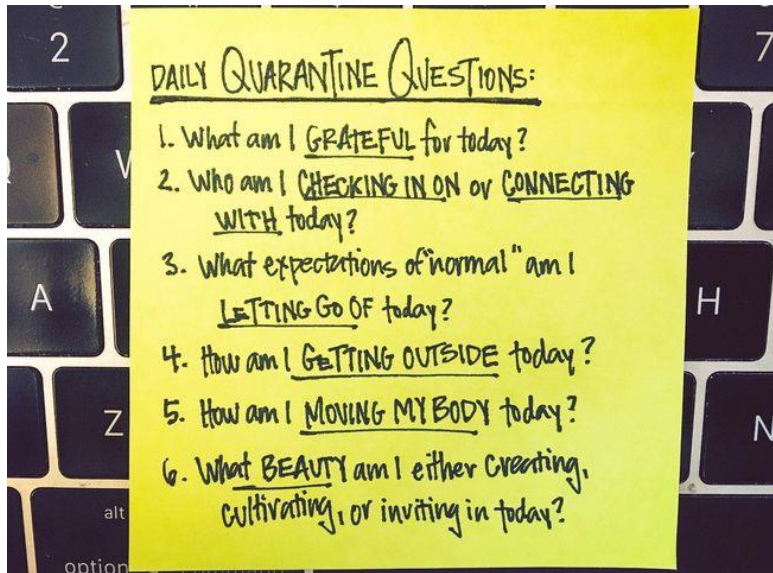 2
7
DAILY QUARANTINE QUESTIONS:
1. What am I GRATEFUL for today?
2. Who am I CHECKING IN ON or CONNECTING
WITH today?
3. What expectations of "normal" am I
LETTING GO OF today?
4. How am I GETTING OUTSIDE today?
5. How am I MOVING MY BODY today?
6. What BEAUTY am I either creating,
cultivating, or inviting in today?
W
A
H
Z
N
alt
option